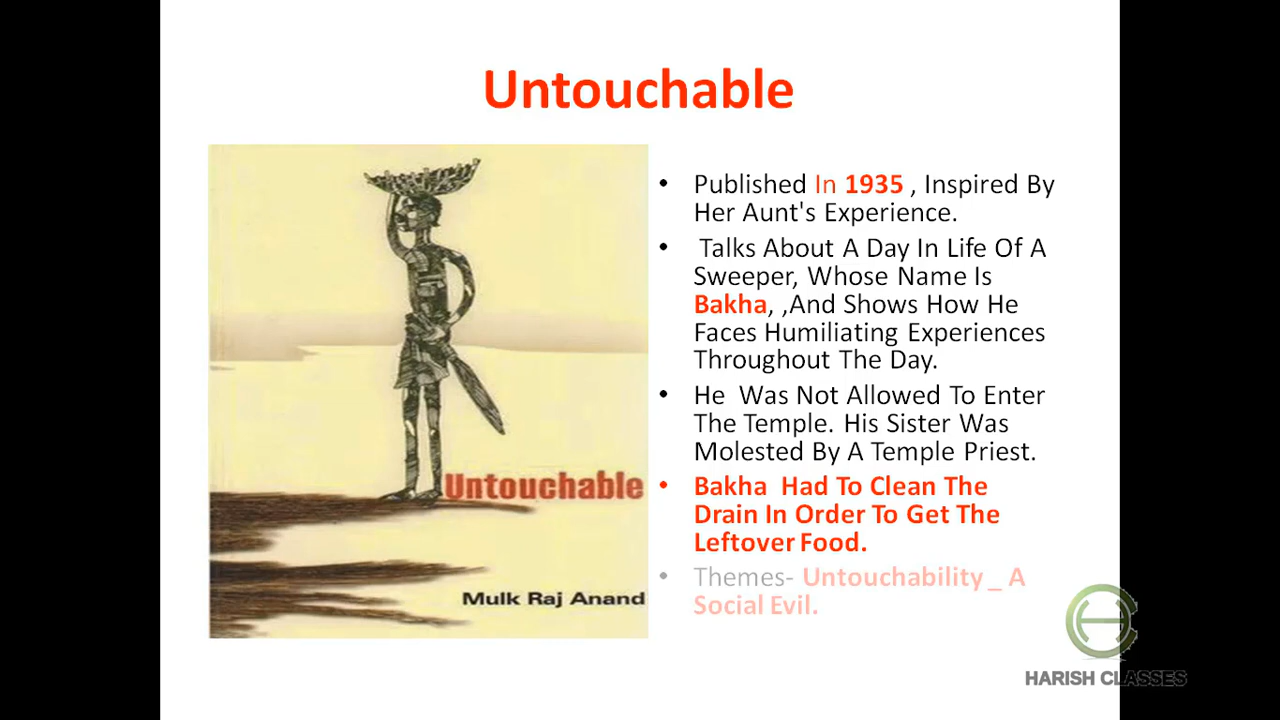 Untouchable
• Published In 1935 , Inspired By
Her Aunt's Experience.
• Talks About A Day In Life Of A
Sweeper, Whose Name Is
Bakha, ,And Shows How He
Faces Humiliating Experiences
Throughout The Day.
• He Was Not Allowed To Enter
The Temple. His Sister Was
Molested By A Temple Priest.
• Bakha Had To Clean The
Drain In Order To Get The
Leftover Food.
• Themes- Untouchability _ A
Social Evil.
Untouchable
Mulk Raj Anand
HARISH CLASSES